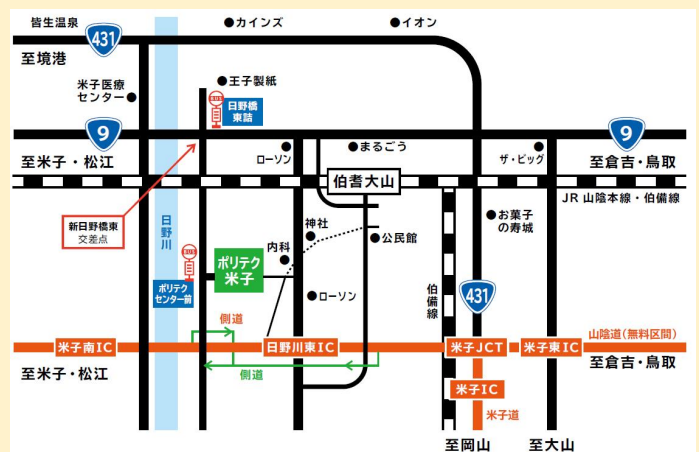 皆生温泉
431
●カインズ
●イオン
至境港
米子医療
センター●
●王子製紙
BUS
日野橋
東詰
9
9
至米子・松江
●
ローソン
●まるごう
●
ザ・ビッグ
至倉吉・鳥取
伯耆大山
JR山陰本線・伯備線
新日野橋東
交差点
日野川
神社
●
●お菓子
の寿城
BUS
ポリテク
米子
内科
●
●公民館
ポリテク
センター前
●ローソン
伯備線
431
側道
山陰道(無料区間)
米子南IC
日野川東IC
米子JCT
米子東IC
至米子・松江
側道
至倉吉・鳥取
米子IC
米子道
至岡山
至大山